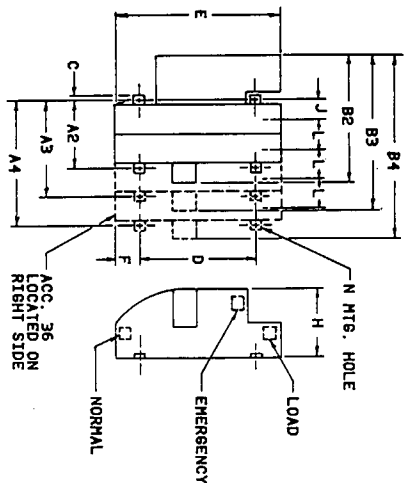 B4
B3
N MTG. HOLE
B2
J L L L
LOAD
E
D
H
EMERGENCY
F
NORMAL
C A2
ACC. 36
LOCATED ON
RIGHT SIDE
A3
A4